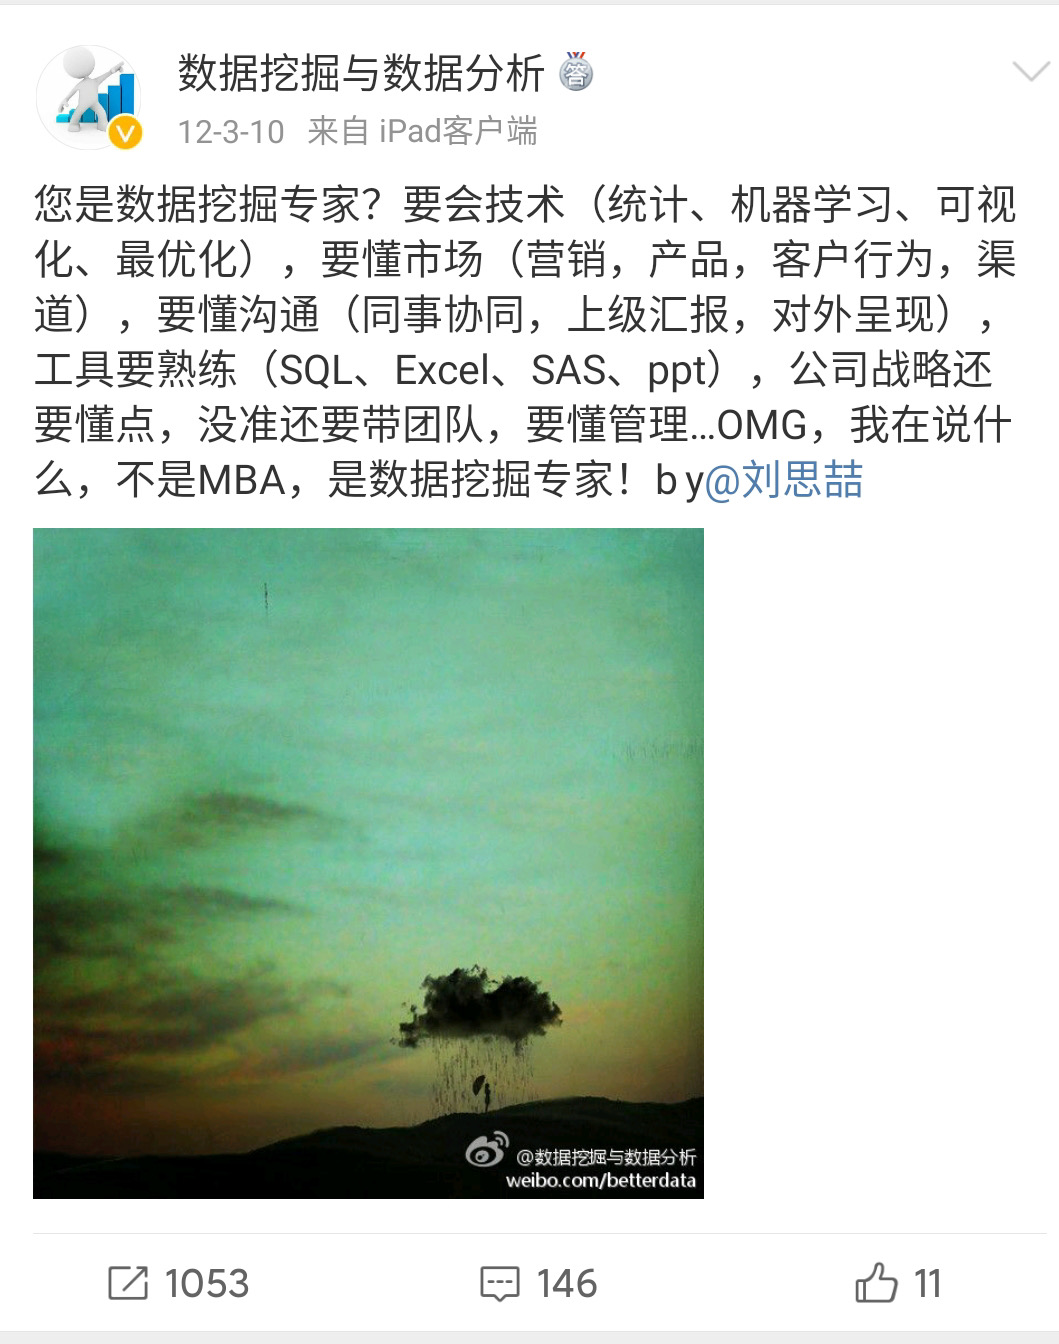 数据挖掘与数据分析 答
V
12-3-10 来自 iPad客户端
您是数据挖掘专家？要会技术（统计、机器学习、可视
化、最优化），要懂市场（营销，产品，客户行为，渠
道），要懂沟通（同事协同，上级汇报，对外呈现），
工具要熟练（SQL、Excel、SAS、ppt），公司战略还
要懂点，没准还要带团队，要懂管理...OMG，我在说什
么，不是MBA，是数据挖掘专家！b y@刘思喆
@数据挖掘与数据分析
weibo.com/betterdata
1053 146 11